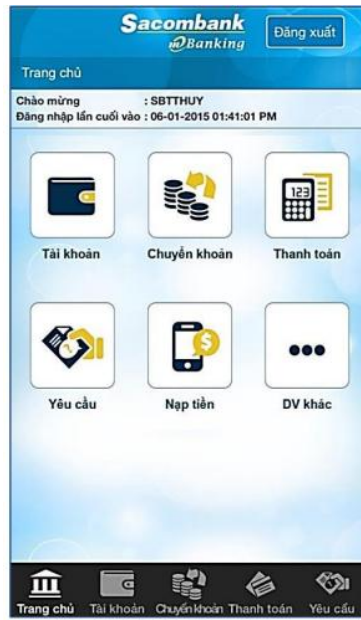 Sacombank
mBanking
Đăng xuất
Trang chủ
Chào mừng : SBTTHUY
Đăng nhập lần cuối vào : 06-01-2015 01:41:01 PM
123
Tài khoản Chuyển khoản Thanh toán
$
Yêu cầu Nạp tiền DV khác
Trang chủ Tài khoản Chuyển khoản Thanh toán Yêu cầu